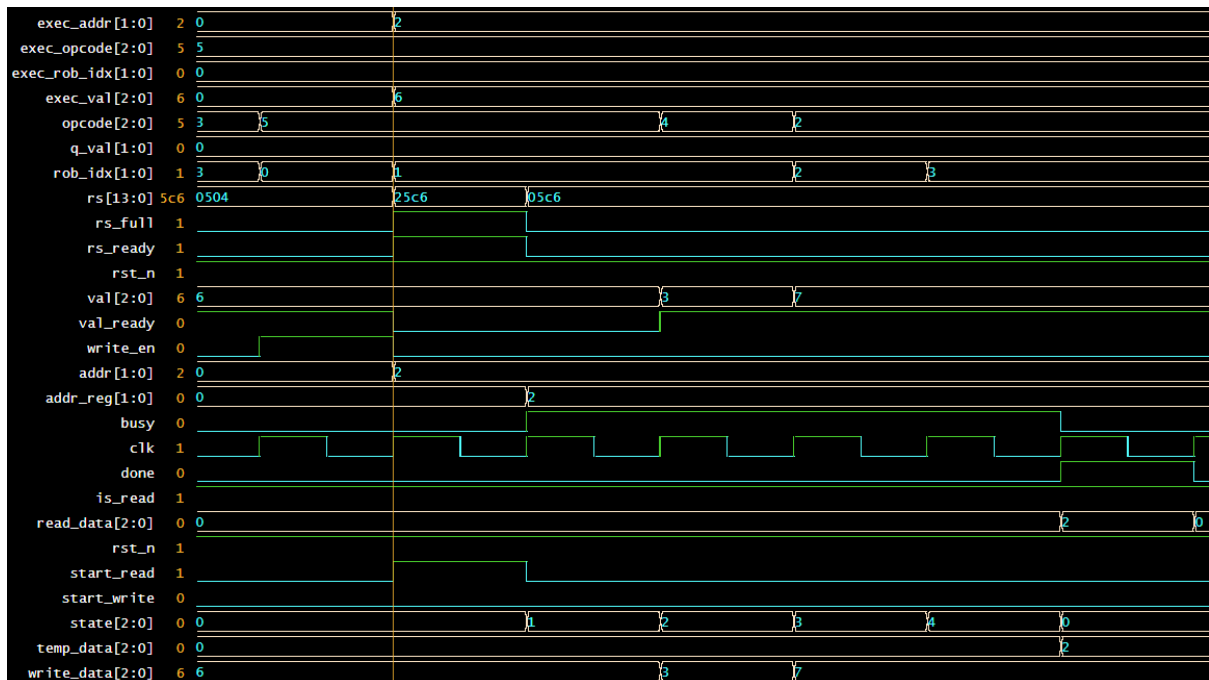 exec_addr[1:0] 2 0 2
exec_opcode[2:0] 5 5
exec_rob_idx[1:0] 0 0
exec_val[2:0] 6 0 6
opcode[2:0] 5 3 5 4 2
q_val[1:0] 0 0
rob_idx[1:0] 1 3 0 1 2 3
rs[13:0] 5c6 0504 25c6 05c6
rs_full 1
rs_ready 1
rst_n 1
val[2:0] 6 6 3 7
val_ready 0
write_en 0
addr[1:0] 2 0 2
addr_reg[1:0] 0 0 2
busy 0
clk 1
done 0
is_read 1
read_data[2:0] 0 0 2 0
rst_n 1
start_read 1
start_write 0
state[2:0] 0 0 1 2 3 4 0
temp_data[2:0] 0 0 2
write_data[2:0] 6 6 3 7